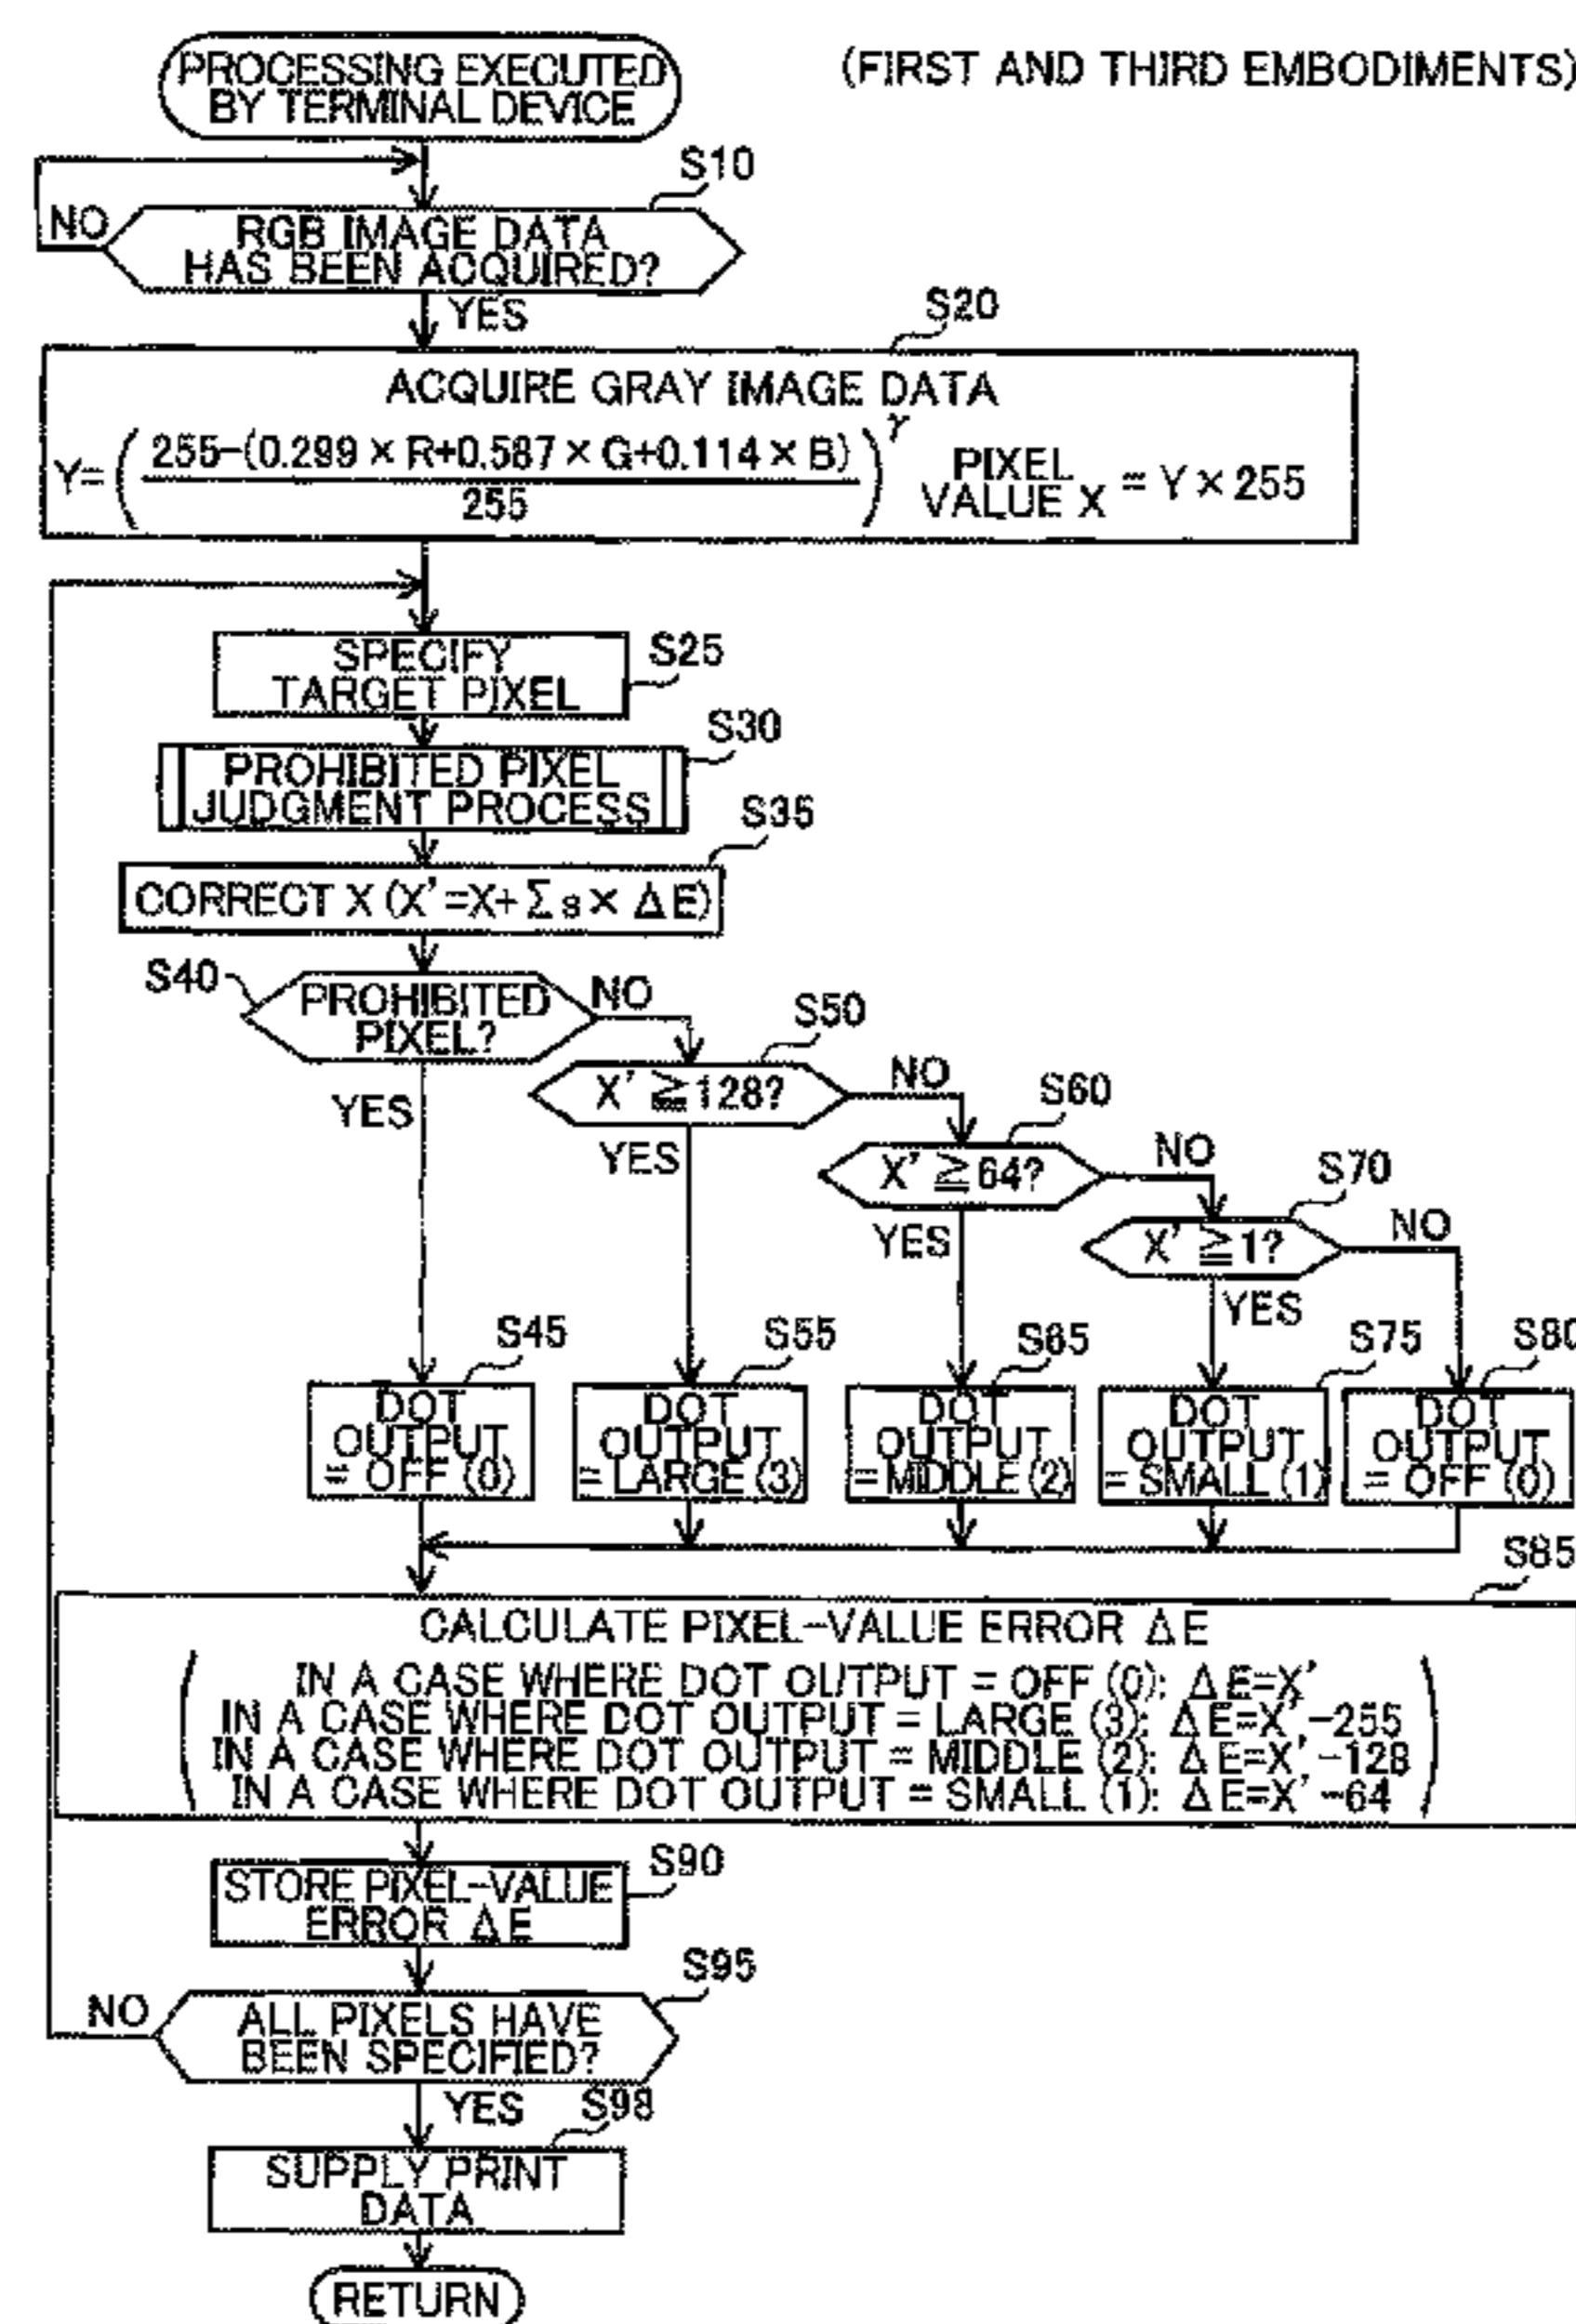 PROCESSING EXECUTED
BY TERMINAL DEVICE
(FIRST AND THIRD EMBODIMENTS)
S10
NO
RGB IMAGE DATA
HAS BEEN ACQUIRED?
YES
S20
ACQUIRE GRAY IMAGE DATA
Y=(255-(0.299×R+0.587×G+0.114×B)/255)^γ PIXEL VALUE X = Y×255
SPECIFY
TARGET PIXEL
S25
S30
PROHIBITED PIXEL
JUDGMENT PROCESS
S35
CORRECT X (X'=X+Σs×ΔE)
S40
PROHIBITED
PIXEL?
NO
YES
S50
X'≧128?
NO
YES
S60
X'≧64?
NO
YES
S70
X'≧1?
NO
YES
S45
DOT
OUTPUT
= OFF (0)
S55
DOT
OUTPUT
= LARGE (3)
S65
DOT
OUTPUT
= MIDDLE (2)
S75
DOT
OUTPUT
= SMALL (1)
S80
DOT
OUTPUT
= OFF (0)
S85
CALCULATE PIXEL-VALUE ERROR ΔE
IN A CASE WHERE DOT OUTPUT = OFF (0): ΔE=X'
IN A CASE WHERE DOT OUTPUT = LARGE (3): ΔE=X'-255
IN A CASE WHERE DOT OUTPUT = MIDDLE (2): ΔE=X'-128
IN A CASE WHERE DOT OUTPUT = SMALL (1): ΔE=X'-64
S90
STORE PIXEL-VALUE
ERROR ΔE
S95
NO
ALL PIXELS HAVE
BEEN SPECIFIED?
YES
S98
SUPPLY PRINT
DATA
RETURN